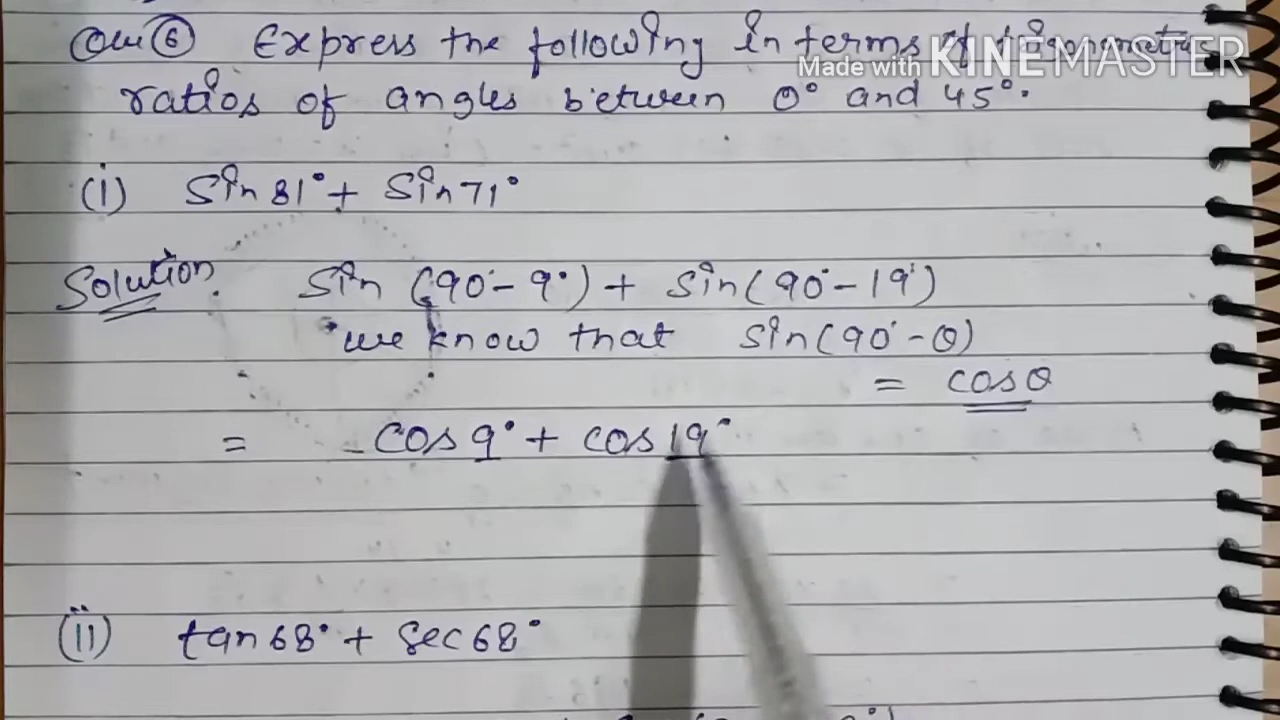 Que 6 Express the following in terms of trigonometric
Made with KINEMASTER
ratios of angles between 0° and 45°.
(i) Sin 81° + Sin 71°
Solution. Sin (90° - 9°) + Sin (90° - 19°)
we know that Sin (90° - θ)
= cos θ
= cos 9° + cos 19°
(ii) tan 68° + Sec 68°